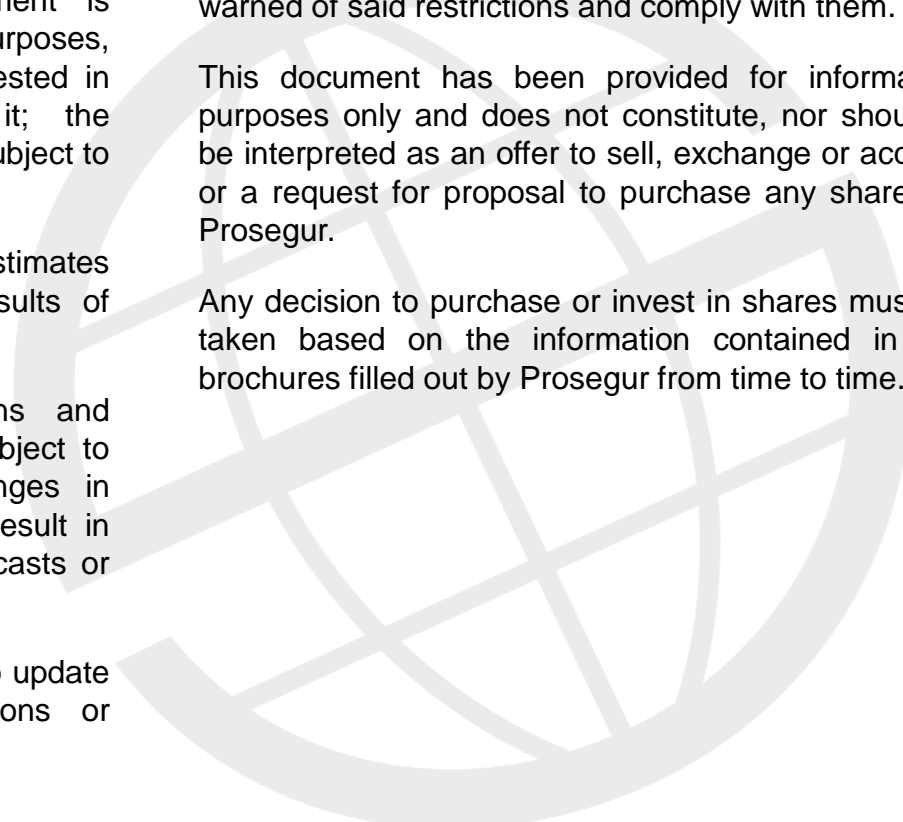 ment is
urposes,
ested in
it; the
ubject to
stimates
sults of
ns and
bject to
nges in
esult in
casts or
update
ons or
warned of said restrictions and comply with them.
This document has been provided for informa
purposes only and does not constitute, nor shou
be interpreted as an offer to sell, exchange or acc
or a request for proposal to purchase any share
Prosegur.
Any decision to purchase or invest in shares mus
taken based on the information contained in
brochures filled out by Prosegur from time to time.